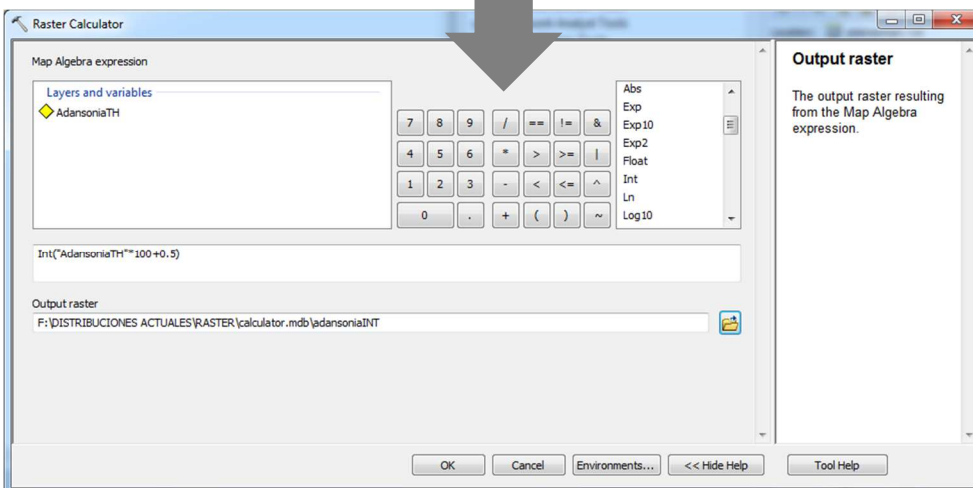 Raster Calculator
Map Algebra expression
Layers and variables
AdansoniaTH
7 8 9 / == != &
4 5 6 * > >= |
1 2 3 - < <= ^
0 . + ( ) ~
Abs
Exp
Exp10
Exp2
Float
Int
Ln
Log10
Int("AdansoniaTH"*100+0.5)
Output raster
F:\DISTRIBUCIONES ACTUALES\RASTER\calculator.mdb\adansoniaINT
OK Cancel Environments... << Hide Help Tool Help
Output raster
The output raster resulting
from the Map Algebra
expression.